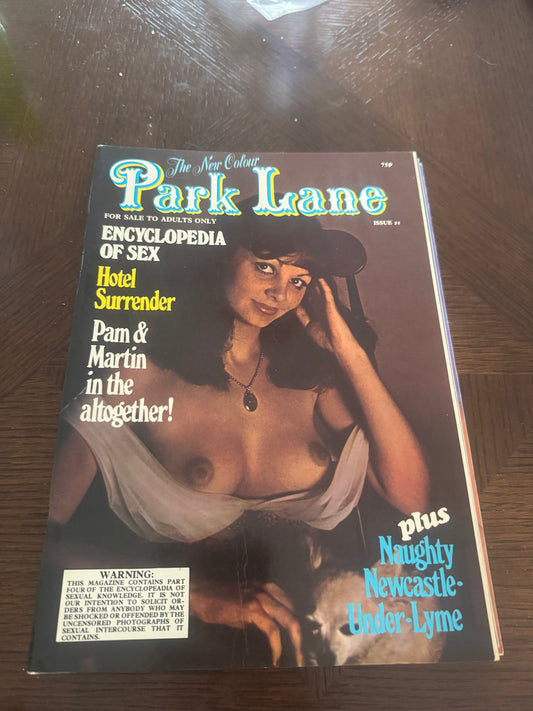 The New Colour
75p
Park Lane
FOR SALE TO ADULTS ONLY
ENCYCLOPEDIA
OF SEX
Hotel
Surrender
Pam &
Martin
in the
altogether!
plus
Naughty
Newcastle-
Under-Lyme
WARNING:
THIS MAGAZINE CONTAINS PART
FOUR OF THE ENCYCLOPAEDIA OF
SEXUAL KNOWLEDGE. IT IS NOT
OUR INTENTION TO SOLICIT OR-
DERS FROM ANYBODY WHO MAY
BE SHOCKED OR OFFENDED BY THE
UNCENSORED PHOTOGRAPHS OF
SEXUAL INTERCOURSE THAT IT
CONTAINS.
ISSUE